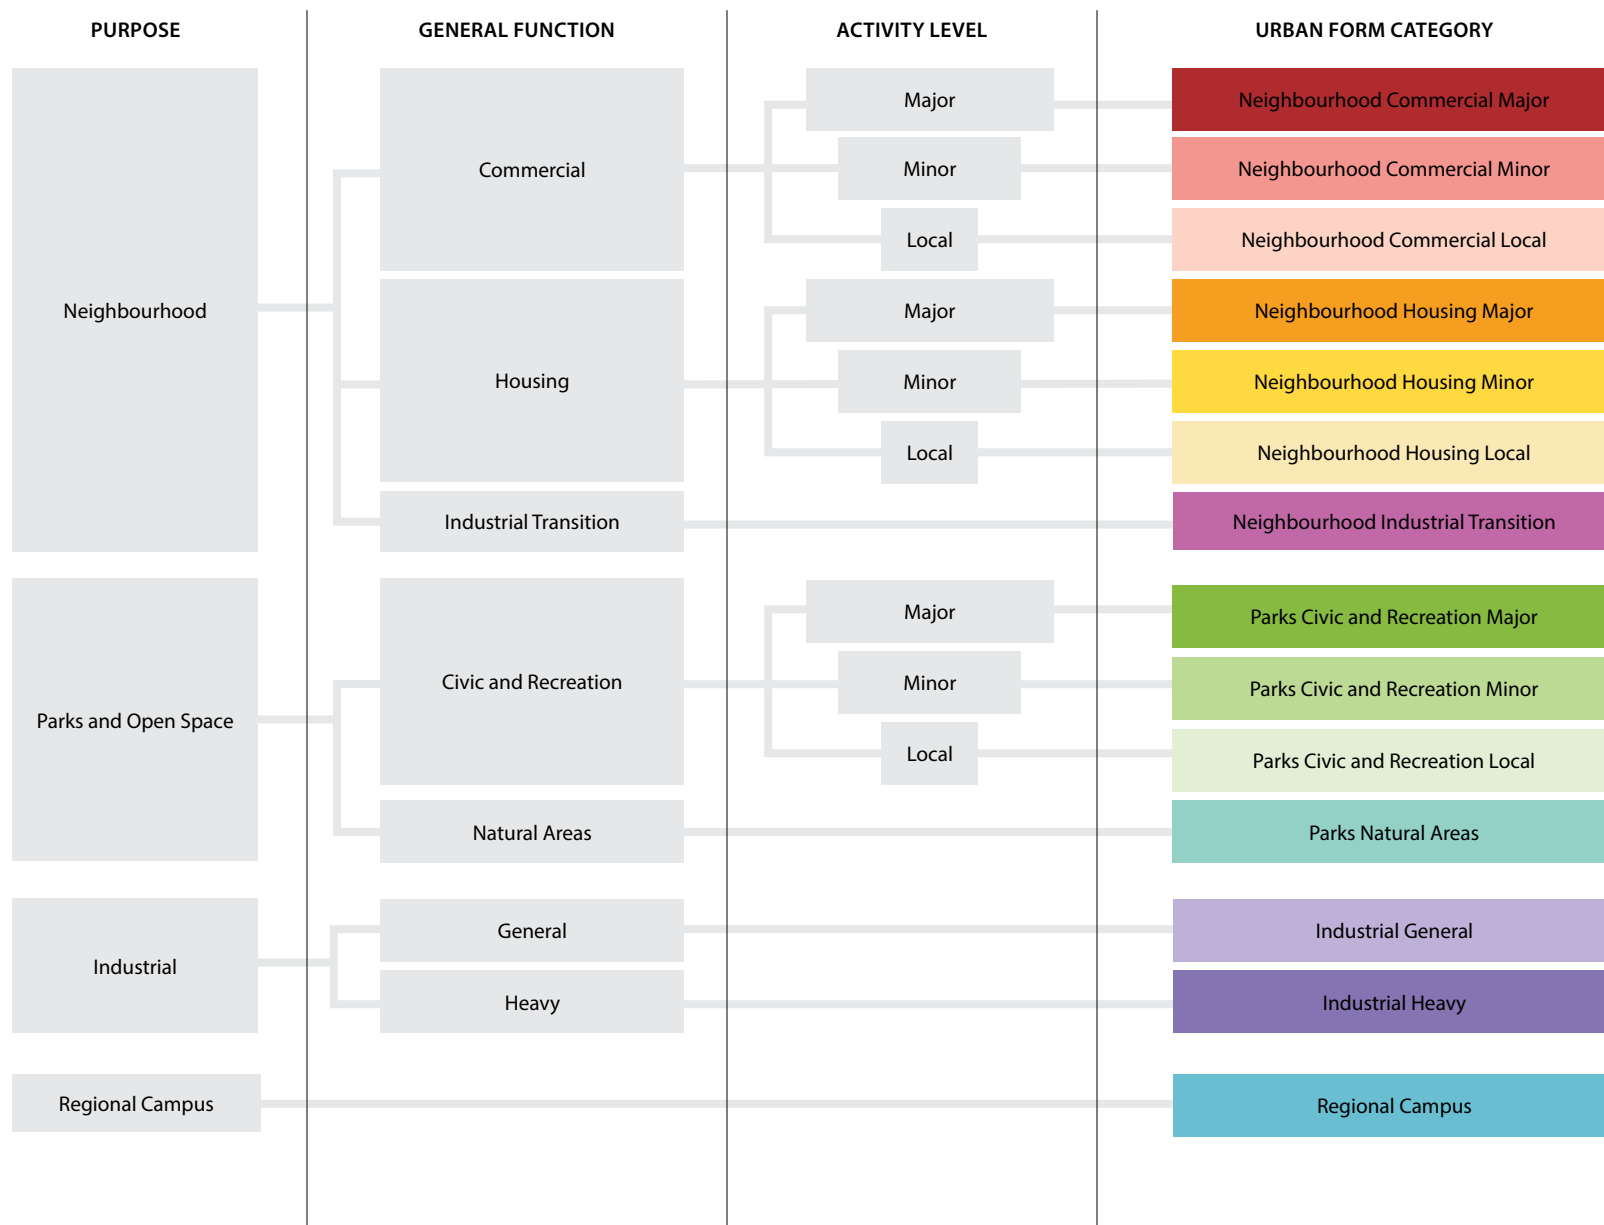 PURPOSE
GENERAL FUNCTION
ACTIVITY LEVEL
URBAN FORM CATEGORY
Neighbourhood
Commercial
Major
Neighbourhood Commercial Major
Minor
Neighbourhood Commercial Minor
Local
Neighbourhood Commercial Local
Housing
Major
Neighbourhood Housing Major
Minor
Neighbourhood Housing Minor
Local
Neighbourhood Housing Local
Industrial Transition
Neighbourhood Industrial Transition
Parks and Open Space
Civic and Recreation
Major
Parks Civic and Recreation Major
Minor
Parks Civic and Recreation Minor
Local
Parks Civic and Recreation Local
Natural Areas
Parks Natural Areas
Industrial
General
Industrial General
Heavy
Industrial Heavy
Regional Campus
Regional Campus